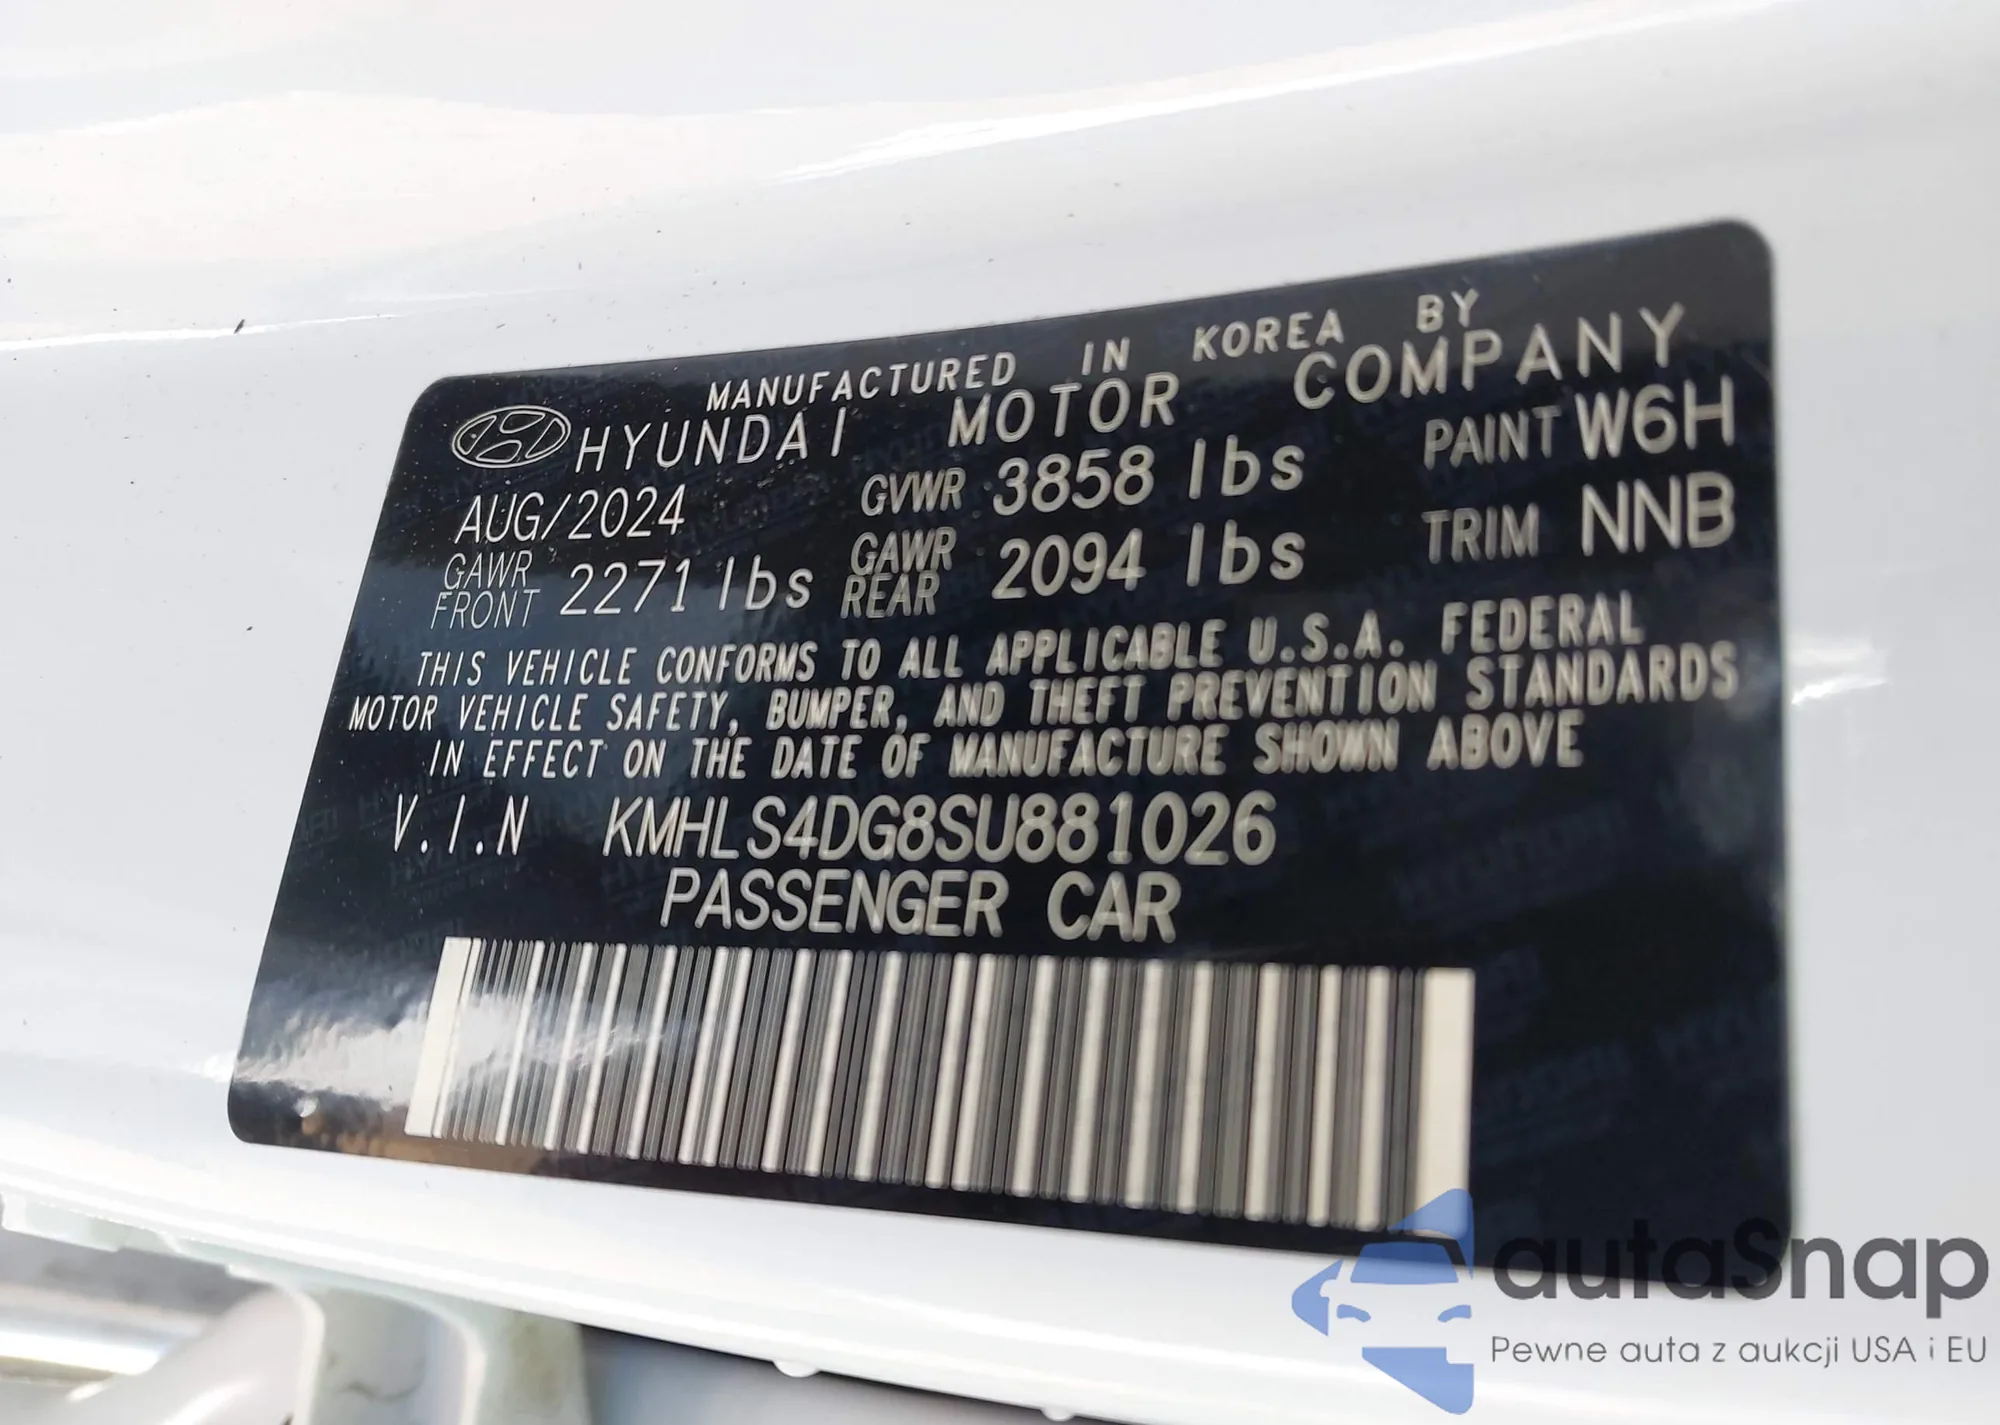 MANUFACTURED IN KOREA BY
HYUNDAI MOTOR COMPANY
AUG/2024 GVWR 3858 lbs PAINT W6H
GAWR FRONT 2271 lbs GAWR REAR 2094 lbs TRIM NNB
THIS VEHICLE CONFORMS TO ALL APPLICABLE U.S.A. FEDERAL
MOTOR VEHICLE SAFETY, BUMPER, AND THEFT PREVENTION STANDARDS
IN EFFECT ON THE DATE OF MANUFACTURE SHOWN ABOVE
V.I.N KMHLS4DG8SU881026
PASSENGER CAR
autaSnap
Pewne auta z aukcji USA i EU